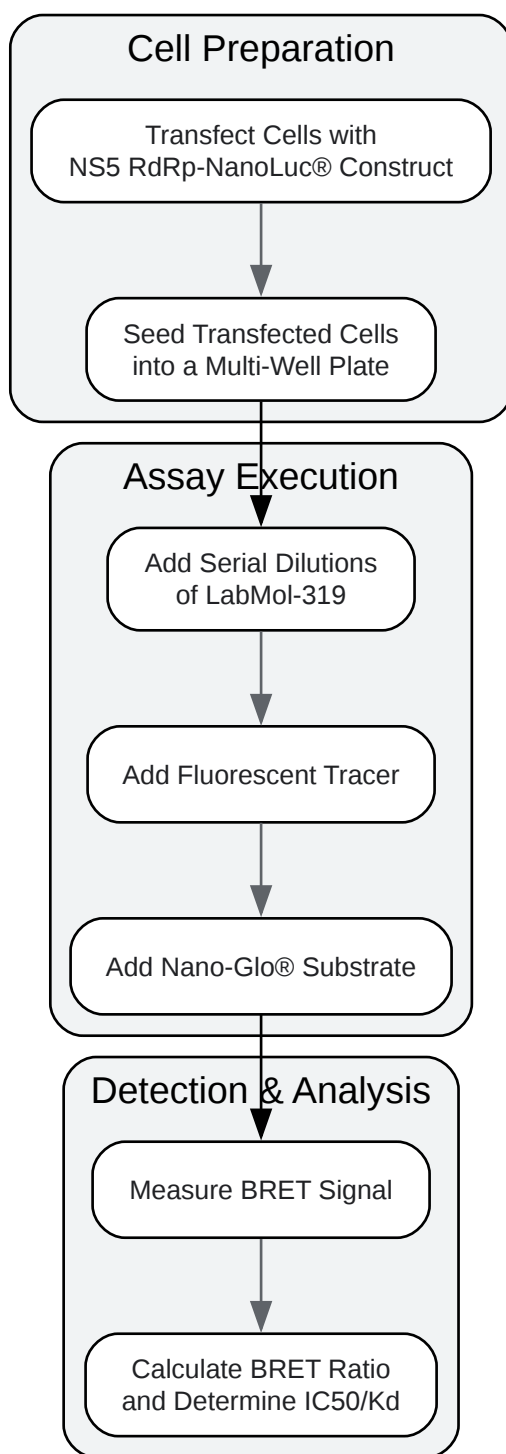 Cell Preparation
Transfect Cells with
NS5 RdRp-NanoLuc® Construct
Seed Transfected Cells
into a Multi-Well Plate
Assay Execution
Add Serial Dilutions
of LabMol-319
Add Fluorescent Tracer
Add Nano-Glo® Substrate
Detection & Analysis
Measure BRET Signal
Calculate BRET Ratio
and Determine IC50/Kd